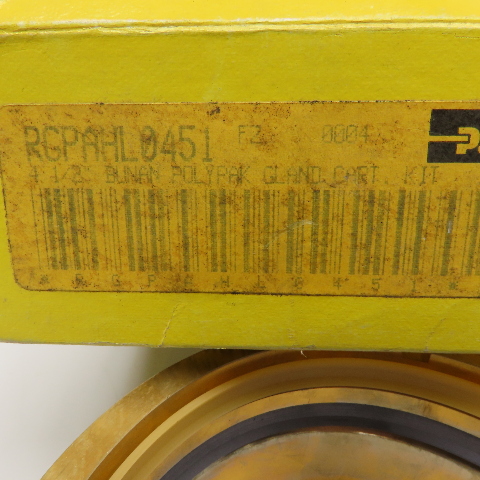 RGPAHL0451 F2 0004
4 1/2 BUNAN POLYPAK GLAND CART KIT